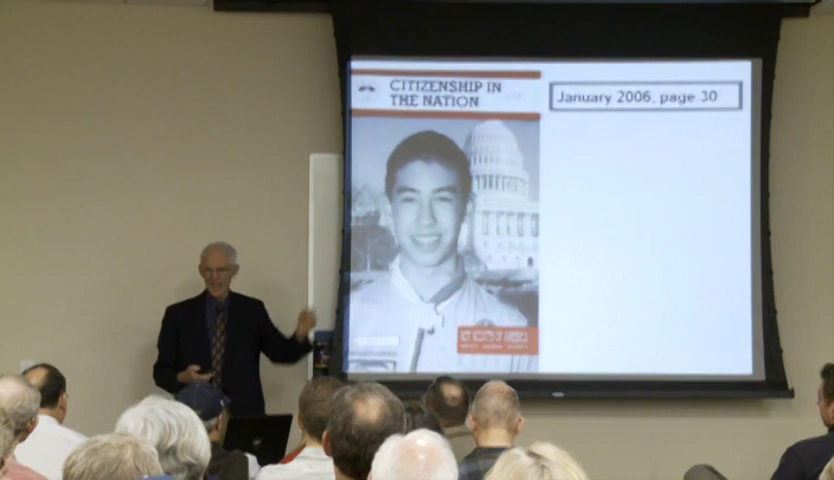 CITIZENSHIP IN
THE NATION
January 2006, page 30
BOY SCOUTS OF AMERICA